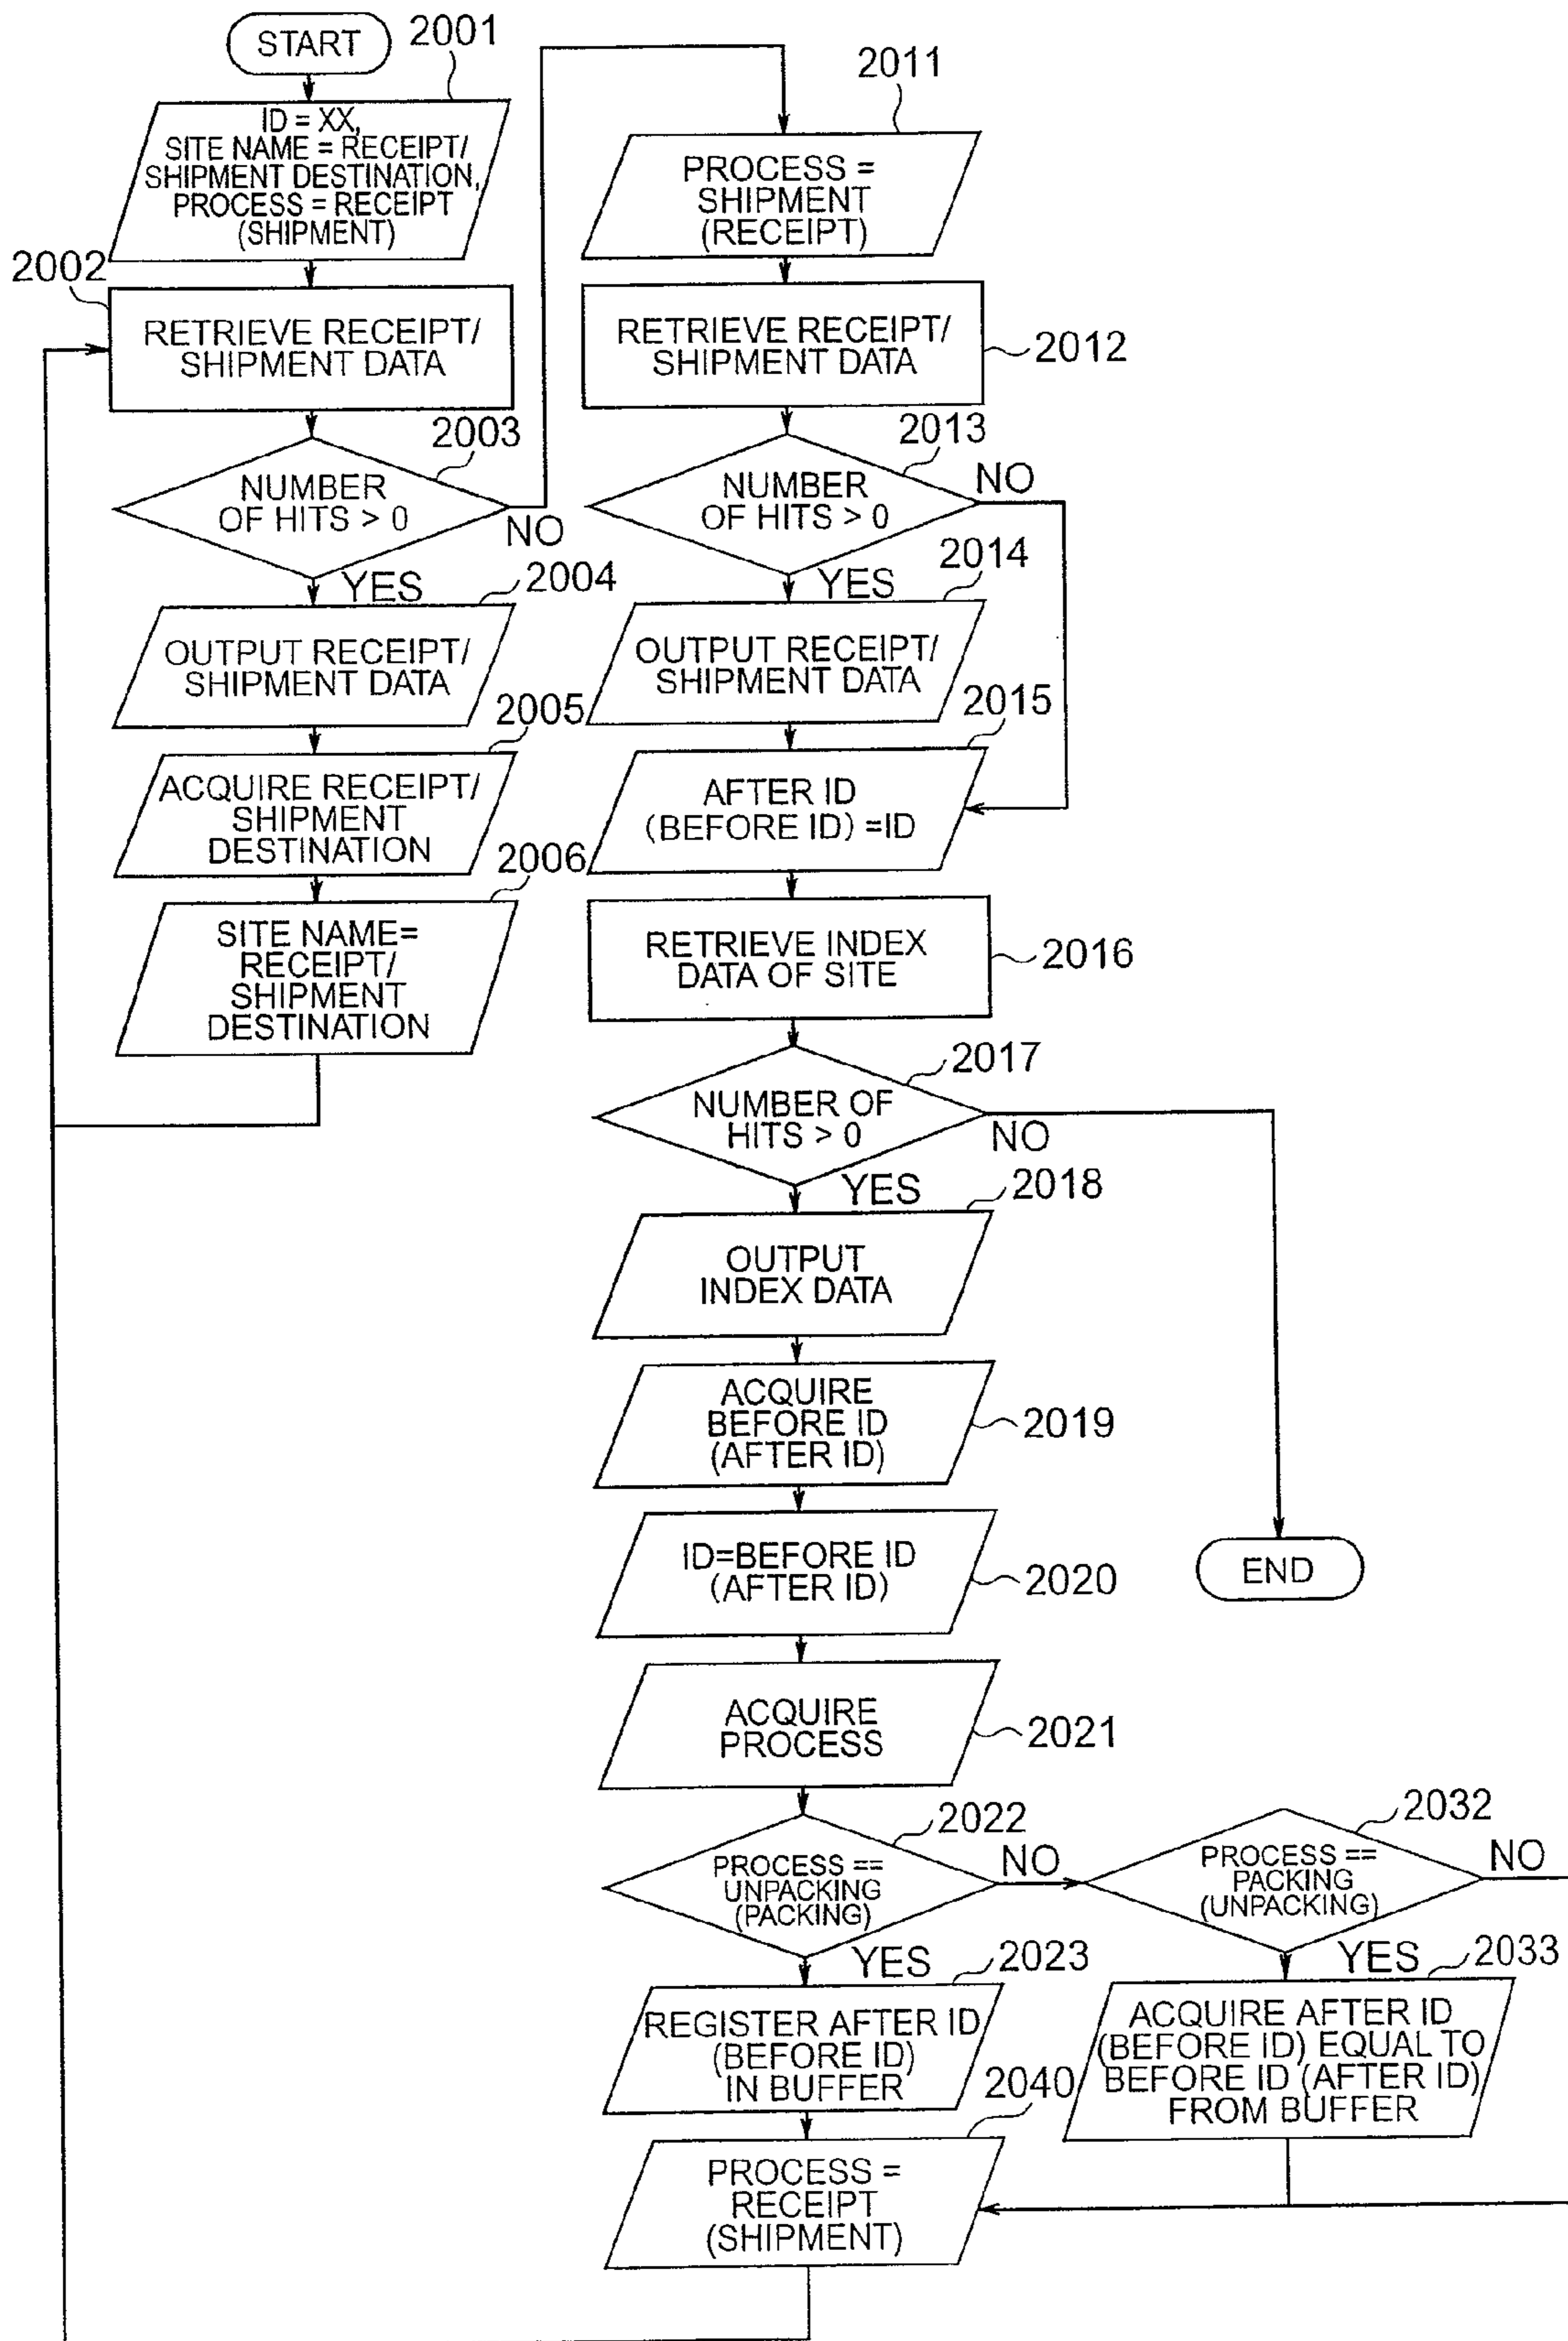 START
2001
ID = XX,
SITE NAME = RECEIPT/
SHIPMENT DESTINATION,
PROCESS = RECEIPT
(SHIPMENT)
2002
RETRIEVE RECEIPT/
SHIPMENT DATA
2003
NUMBER
OF HITS > 0
NO
YES
2004
OUTPUT RECEIPT/
SHIPMENT DATA
2005
ACQUIRE RECEIPT/
SHIPMENT
DESTINATION
2006
SITE NAME=
RECEIPT/
SHIPMENT
DESTINATION
2011
PROCESS =
SHIPMENT
(RECEIPT)
RETRIEVE RECEIPT/
SHIPMENT DATA
2012
2013
NUMBER
OF HITS > 0
NO
YES
2014
OUTPUT RECEIPT/
SHIPMENT DATA
2015
AFTER ID
(BEFORE ID) =ID
RETRIEVE INDEX
DATA OF SITE
2016
2017
NUMBER OF
HITS > 0
NO
YES
2018
OUTPUT
INDEX DATA
ACQUIRE
BEFORE ID
(AFTER ID)
2019
ID=BEFORE ID
(AFTER ID)
2020
END
ACQUIRE
PROCESS
2021
2022
PROCESS ==
UNPACKING
(PACKING)
NO
YES
2023
REGISTER AFTER ID
(BEFORE ID)
IN BUFFER
2032
PROCESS ==
PACKING
(UNPACKING)
NO
YES
2033
ACQUIRE AFTER ID
(BEFORE ID) EQUAL TO
BEFORE ID (AFTER ID)
FROM BUFFER
2040
PROCESS =
RECEIPT
(SHIPMENT)